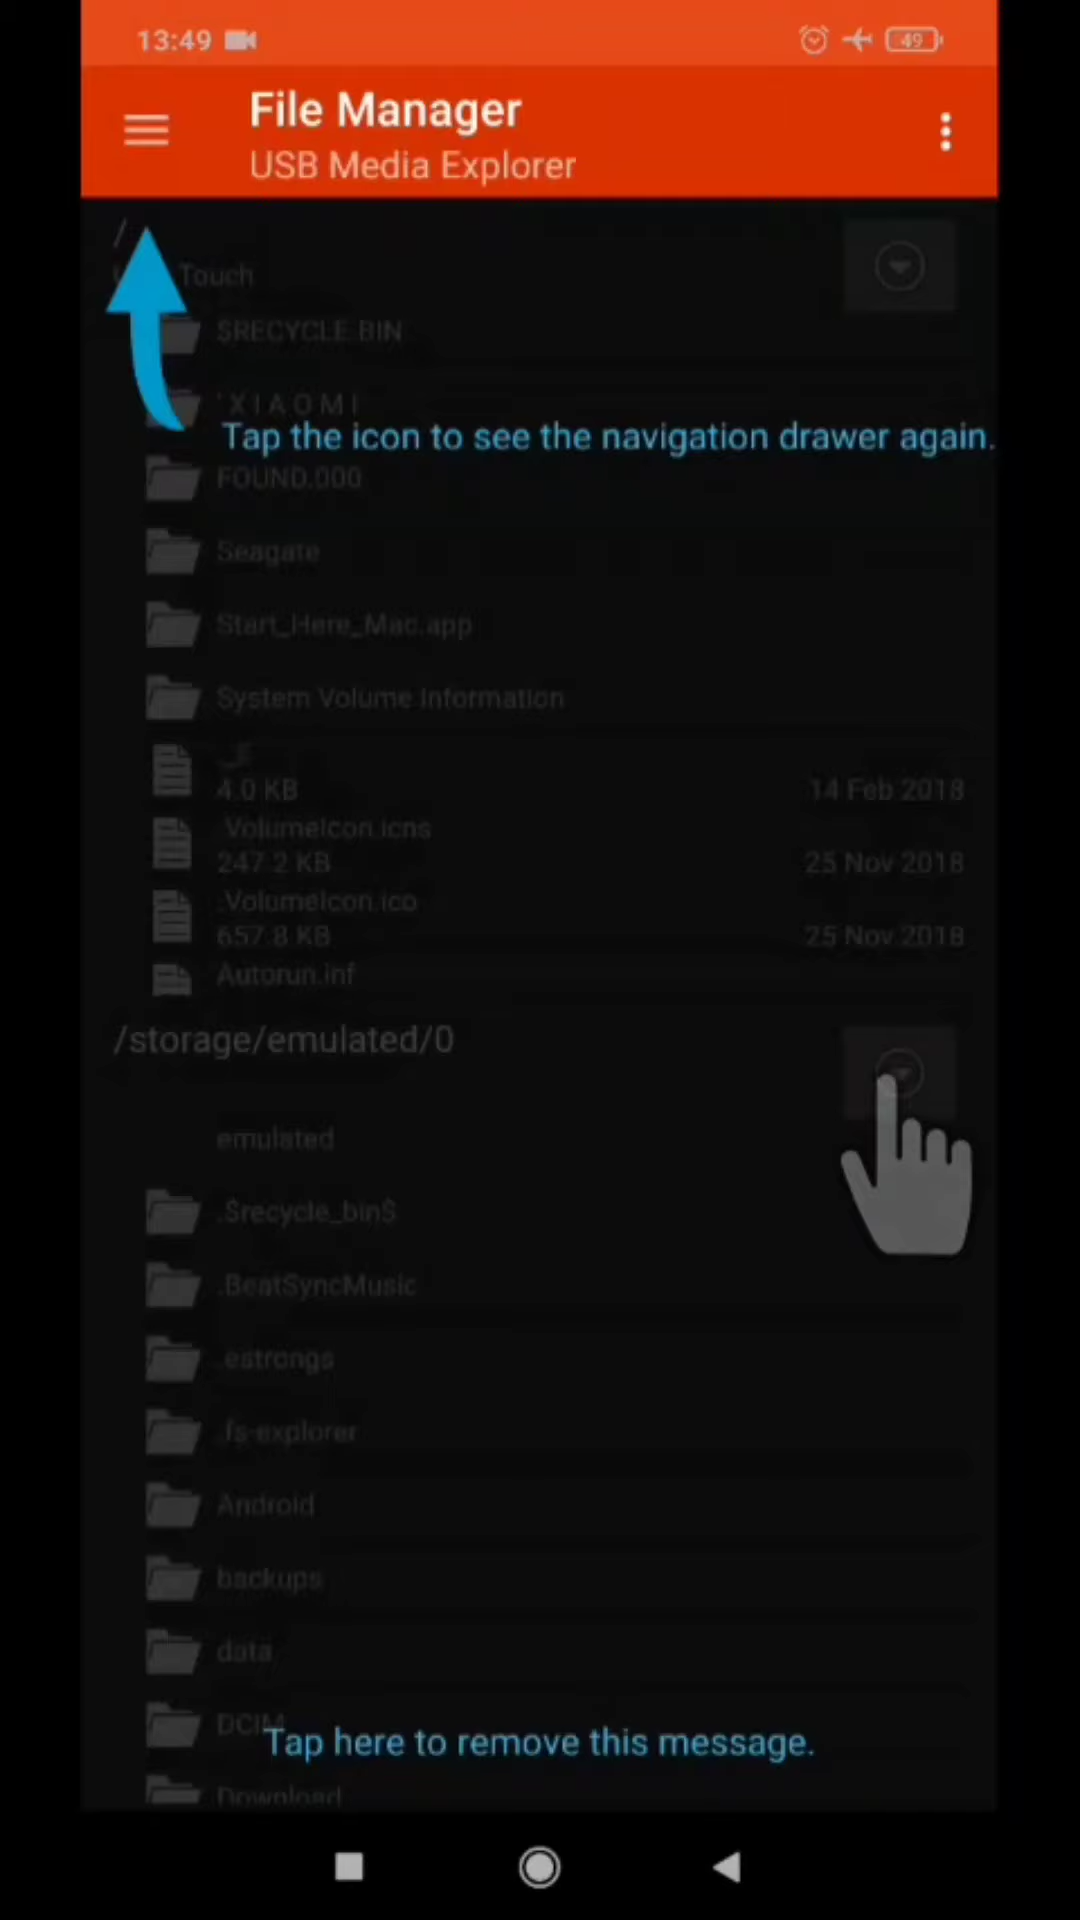 13:49
49
File Manager
USB Media Explorer
/
Touch
$RECYCLE.BIN
' X I A O M I
Tap the icon to see the navigation drawer again.
FOUND.000
Seagate
Start_Here_Mac.app
System Volume Information
4.0 KB
14 Feb 2018
.VolumeIcon.icns
247.2 KB
25 Nov 2018
.VolumeIcon.ico
657.8 KB
25 Nov 2018
Autorun.inf
/storage/emulated/0
emulated
.$recycle_bin$
.BeatSyncMusic
.estrongs
.fs-explorer
Android
backups
data
DCIM
Tap here to remove this message.
Download